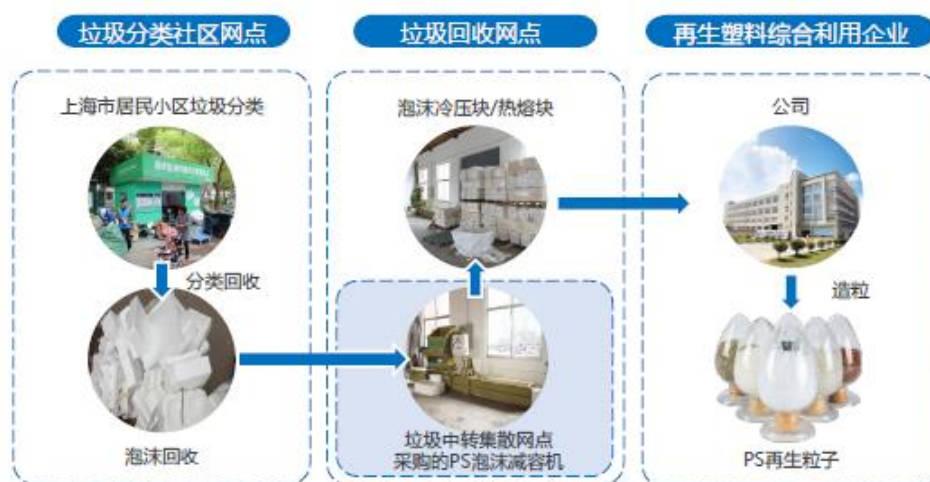 垃圾分类社区网点
垃圾回收网点
再生塑料综合利用企业
上海市居民小区垃圾分类
分类回收
泡沫回收
泡沫冷压块/热熔块
垃圾中转集散网点
采购的PS泡沫减容机
公司
造粒
PS再生粒子